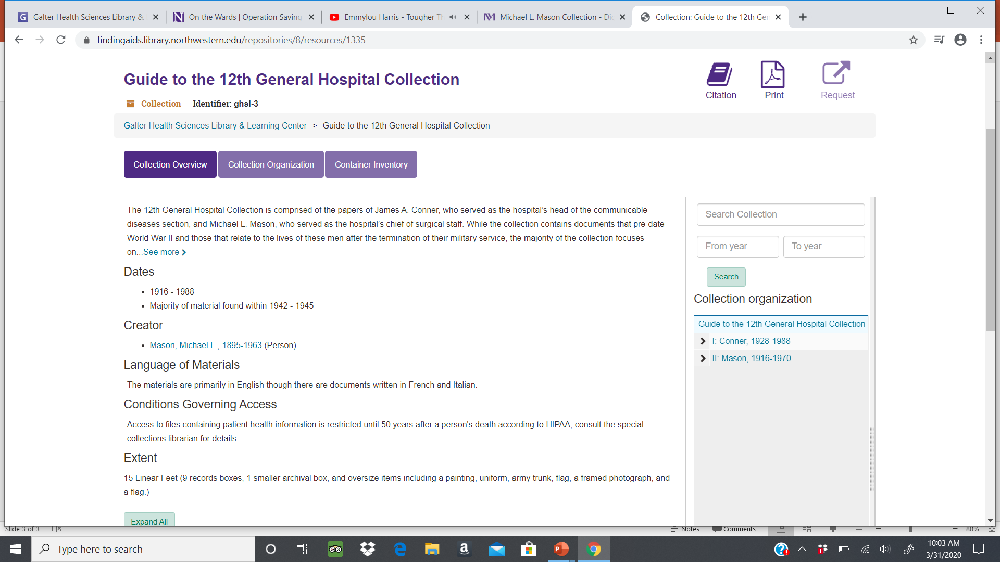 Galter Health Sciences Library &
On the Wards | Operation Saving
Emmylou Harris - Tougher Th
Michael L. Mason Collection - Dig
Collection: Guide to the 12th Gen
findingaids.library.northwestern.edu/repositories/8/resources/1335
Guide to the 12th General Hospital Collection
Citation
Print
Request
Collection Identifier: ghsl-3
Galter Health Sciences Library & Learning Center > Guide to the 12th General Hospital Collection
Collection Overview
Collection Organization
Container Inventory
The 12th General Hospital Collection is comprised of the papers of James A. Conner, who served as the hospital's head of the communicable
diseases section, and Michael L. Mason, who served as the hospital's chief of surgical staff. While the collection contains documents that pre-date
World War II and those that relate to the lives of these men after the termination of their military service, the majority of the collection focuses
on...See more
Dates
1916 - 1988
Majority of material found within 1942 - 1945
Creator
Mason, Michael L., 1895-1963 (Person)
Language of Materials
The materials are primarily in English though there are documents written in French and Italian.
Conditions Governing Access
Access to files containing patient health information is restricted until 50 years after a person's death according to HIPAA; consult the special
collections librarian for details.
Extent
15 Linear Feet (9 records boxes, 1 smaller archival box, and oversize items including a painting, uniform, army trunk, flag, a framed photograph, and
a flag.)
Expand All
Search Collection
From year
To year
Search
Collection organization
Guide to the 12th General Hospital Collection
I: Conner, 1928-1988
II: Mason, 1916-1970
Slide 3 of 3
Notes
Comments
80%
Type here to search
10:03 AM
3/31/2020